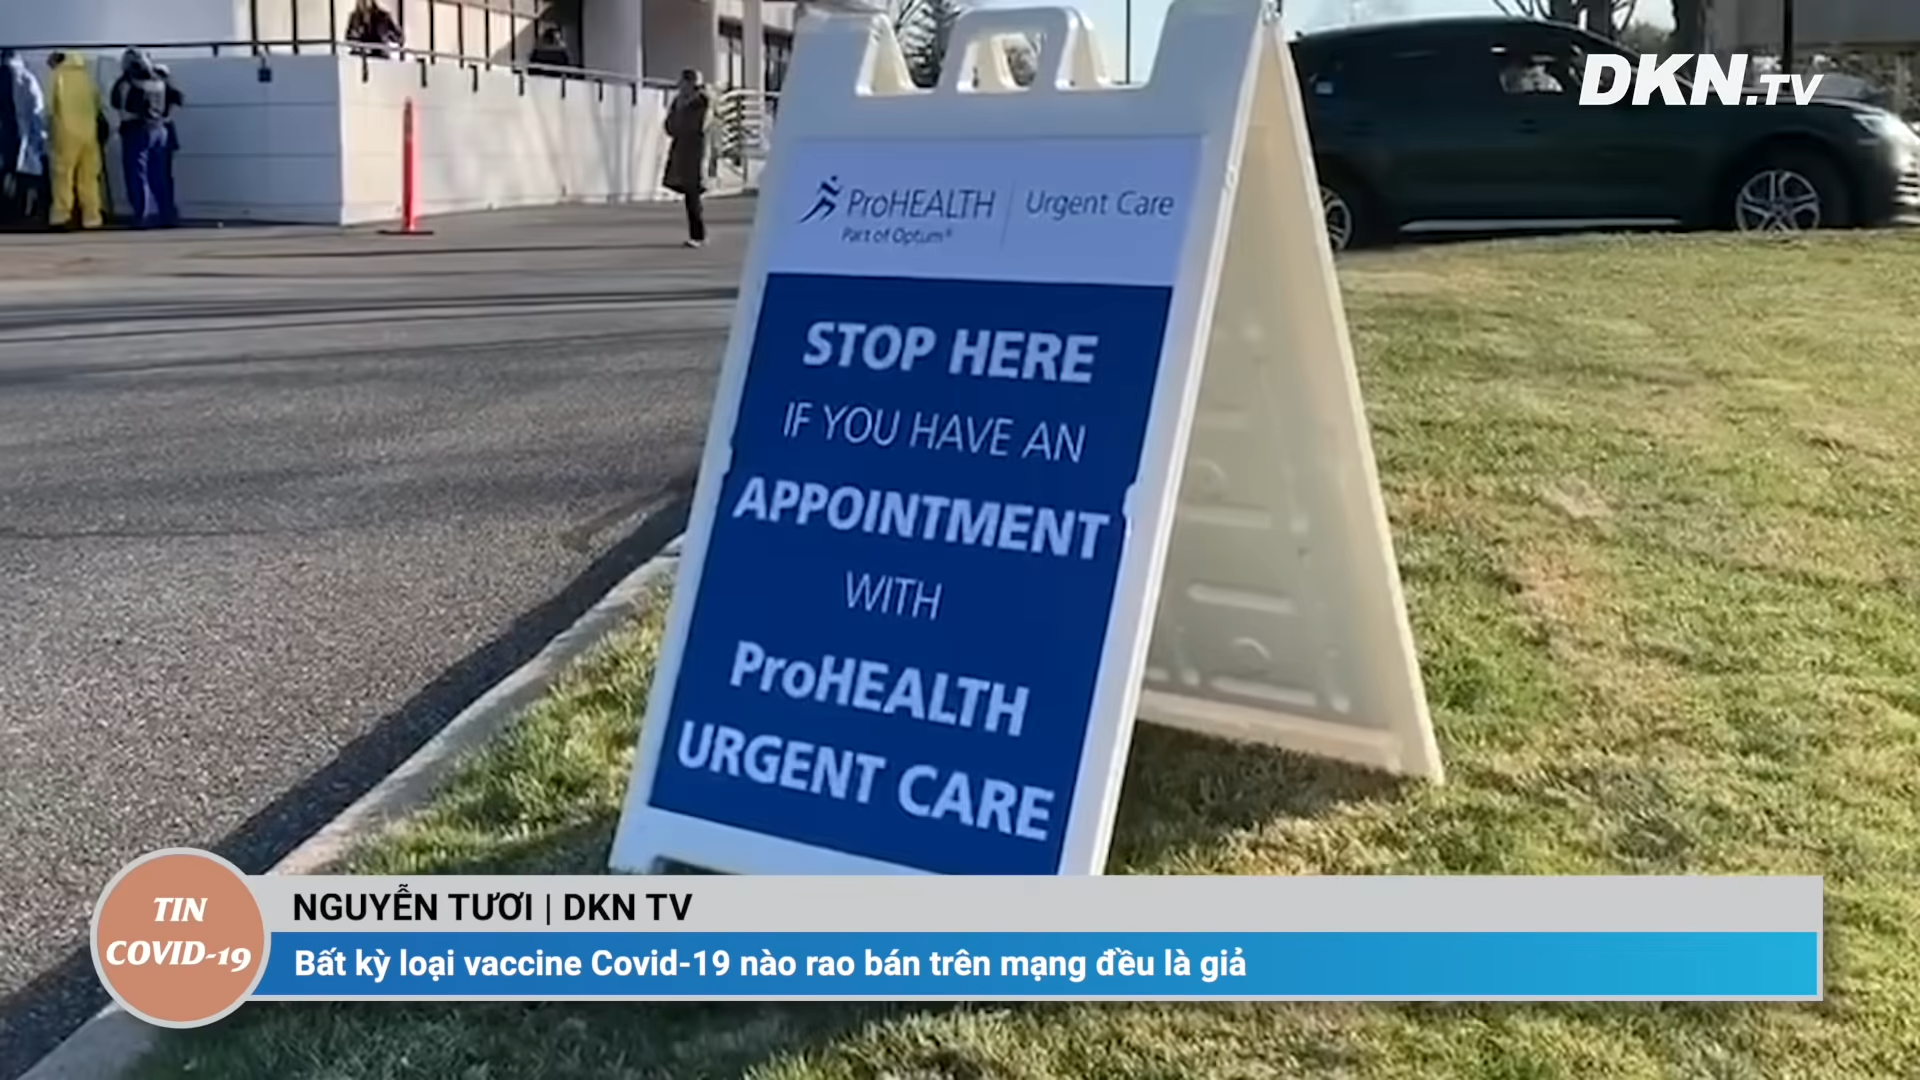 DKN.TV
ProHEALTH | Urgent Care
Part of Optum®
STOP HERE
IF YOU HAVE AN
APPOINTMENT
WITH
ProHEALTH
URGENT CARE
TIN
COVID-19
NGUYỄN TƯƠI | DKN TV
Bất kỳ loại vaccine Covid-19 nào rao bán trên mạng đều là giả